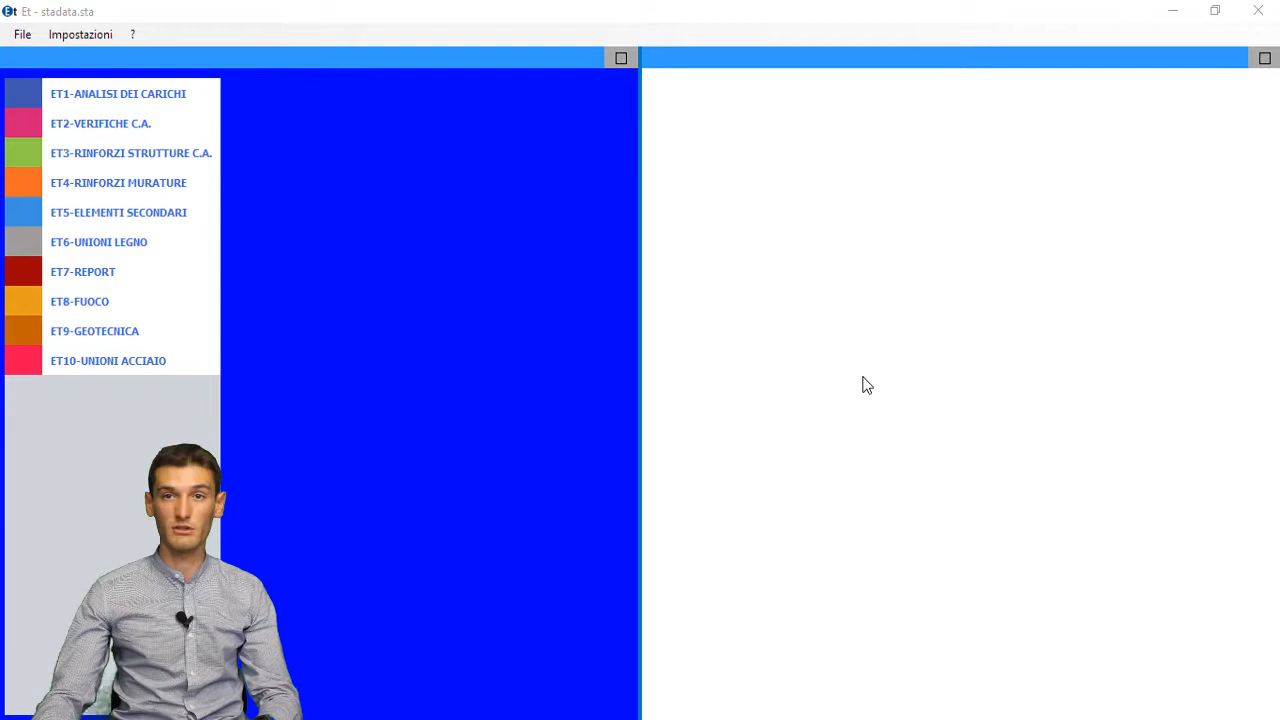 Et Et - stadata.sta
File Impostazioni ?
ET1-ANALISI DEI CARICHI
ET2-VERIFICHE C.A.
ET3-RINFORZI STRUTTURE C.A.
ET4-RINFORZI MURATURE
ET5-ELEMENTI SECONDARI
ET6-UNIONI LEGNO
ET7-REPORT
ET8-FUOCO
ET9-GEOTECNICA
ET10-UNIONI ACCIAIO